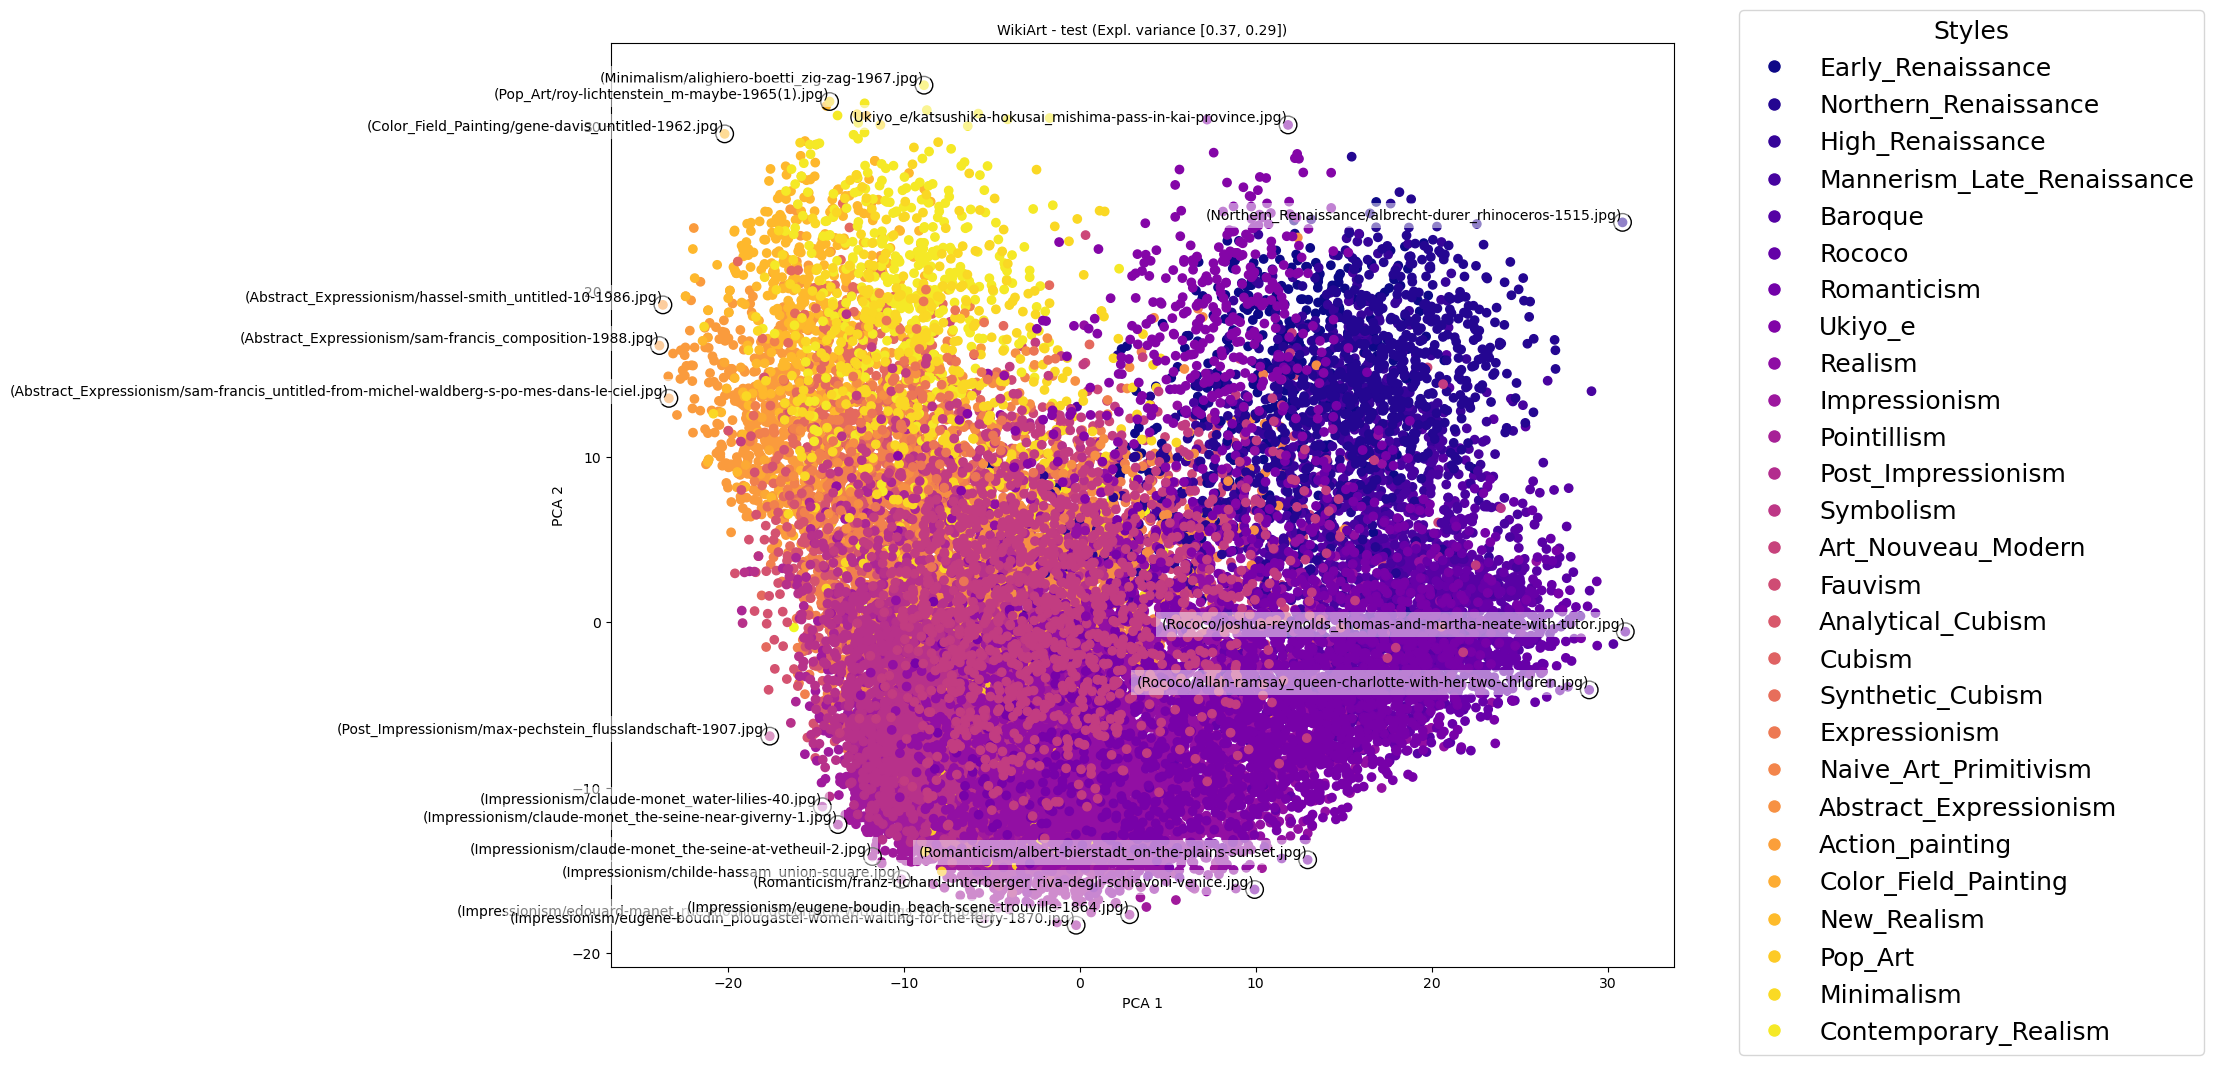 WikiArt - test (Expl. variance [0.37, 0.29])
(Minimalism/alighiero-boetti_zig-zag-1967.jpg)
(Pop_Art/roy-lichtenstein_m-maybe-1965(1).jpg)
(Ukiyo_e/katsushika-hokusai_mishima-pass-in-kai-province.jpg)
(Color_Field_Painting/gene-davis_untitled-1962.jpg)
30
(Northern_Renaissance/albrecht-durer_rhinoceros-1515.jpg)
20
(Abstract_Expressionism/hassel-smith_untitled-10-1986.jpg)
(Abstract_Expressionism/sam-francis_composition-1988.jpg)
(Abstract_Expressionism/sam-francis_untitled-from-michel-waldberg-s-po-mes-dans-le-ciel.jpg)
10
PCA 2
0
(Rococo/joshua-reynolds_thomas-and-martha-neate-with-tutor.jpg)
(Rococo/allan-ramsay_queen-charlotte-with-her-two-children.jpg)
(Post_Impressionism/max-pechstein_flusslandschaft-1907.jpg)
−10
(Impressionism/claude-monet_water-lilies-40.jpg)
(Impressionism/claude-monet_the-seine-near-giverny-1.jpg)
(Impressionism/claude-monet_the-seine-at-vetheuil-2.jpg)
(Romanticism/albert-bierstadt_on-the-plains-sunset.jpg)
(Impressionism/childe-hassam_union-square.jpg)
(Romanticism/franz-richard-unterberger_riva-degli-schiavoni-venice.jpg)
(Impressionism/eugene-boudin_beach-scene-trouville-1864.jpg)
(Impressionism/edouard-manet
(Impressionism/eugene-boudin_plougastel-women-waiting-for-the-ferry-1870.jpg)
−20
−20 −10 0 10 20 30
PCA 1
Styles
Early_Renaissance
Northern_Renaissance
High_Renaissance
Mannerism_Late_Renaissance
Baroque
Rococo
Romanticism
Ukiyo_e
Realism
Impressionism
Pointillism
Post_Impressionism
Symbolism
Art_Nouveau_Modern
Fauvism
Analytical_Cubism
Cubism
Synthetic_Cubism
Expressionism
Naive_Art_Primitivism
Abstract_Expressionism
Action_painting
Color_Field_Painting
New_Realism
Pop_Art
Minimalism
Contemporary_Realism